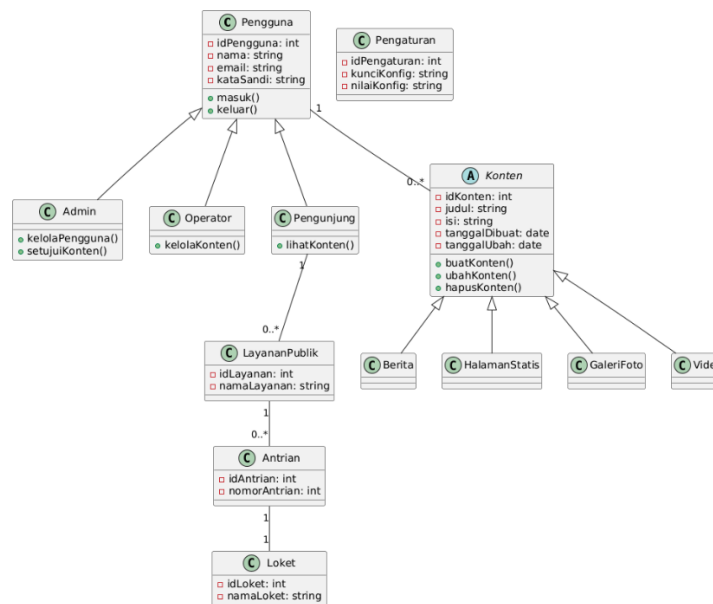 C Pengguna
idPengguna: int
nama: string
email: string
kataSandi: string
masuk()
keluar()
C Pengaturan
idPengaturan: int
kunciKonfig: string
nilaiKonfig: string
1
0..*
A Konten
idKonten: int
judul: string
isi: string
tanggalDibuat: date
tanggalUbah: date
buatKonten()
ubahKonten()
hapusKonten()
C Admin
kelolaPengguna()
setujuiKonten()
C Operator
kelolaKonten()
C Pengunjung
lihatKonten()
1
0..*
C LayananPublik
idLayanan: int
namaLayanan: string
C Berita
C HalamanStatis
C GaleriFoto
C Vide
1
0..*
C Antrian
idAntrian: int
nomorAntrian: int
1
1
C Loket
idLoket: int
namaLoket: string